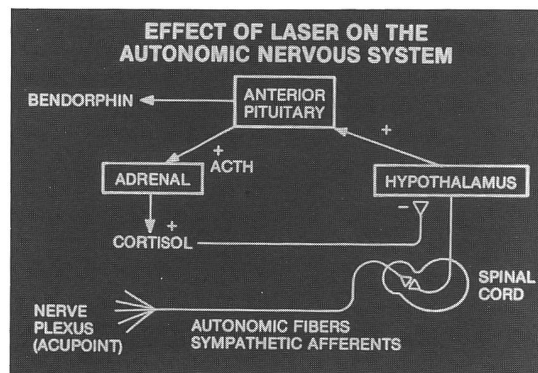 EFFECT OF LASER ON THE
AUTONOMIC NERVOUS SYSTEM
BENDORPHIN
ANTERIOR
PITUITARY
+
+
ACTH
ADRENAL
HYPOTHALAMUS
+
–
CORTISOL
SPINAL
CORD
NERVE
PLEXUS
(ACUPOINT)
AUTONOMIC FIBERS
SYMPATHETIC AFFERENTS